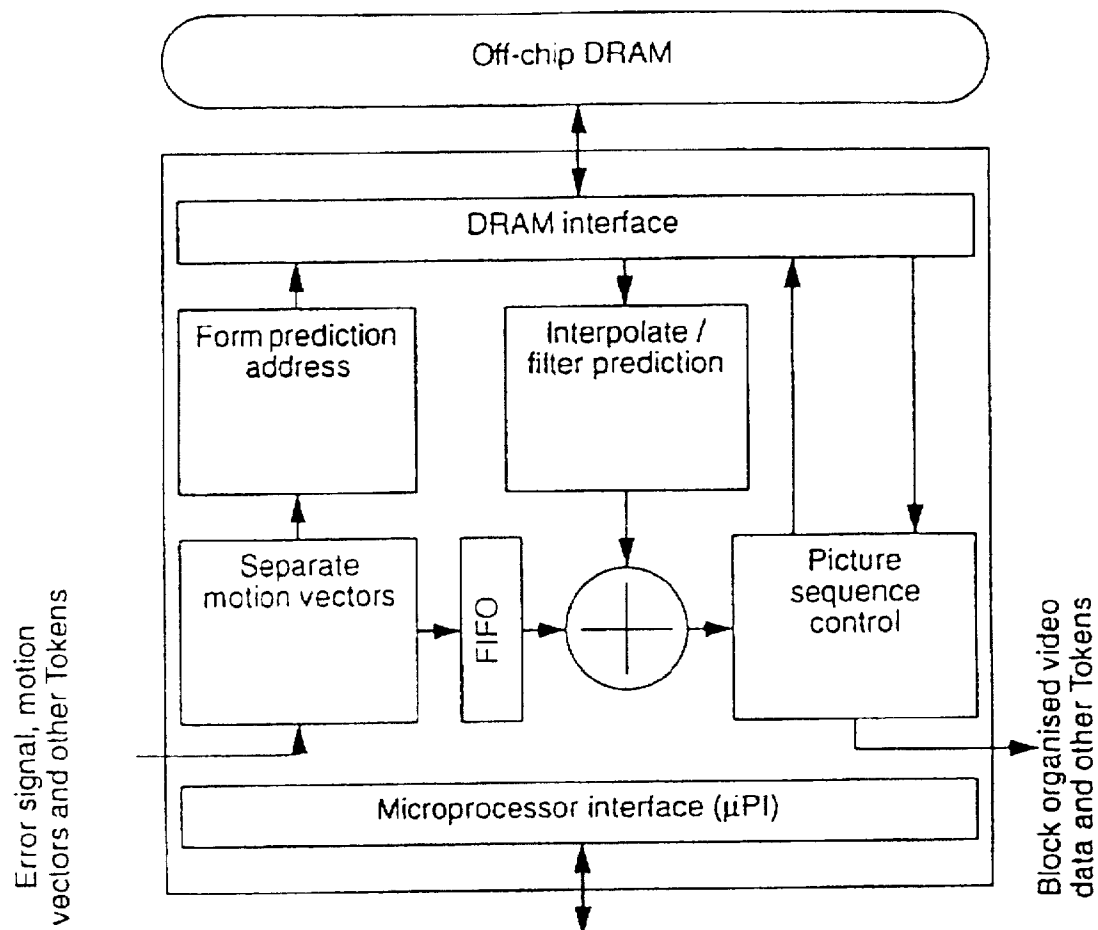 Off-chip DRAM
DRAM interface
Form prediction
address
Interpolate /
filter prediction
Separate
motion vectors
FIFO
Picture
sequence
control
Error signal, motion
vectors and other Tokens
Block organised video
data and other Tokens
Microprocessor interface (µPI)